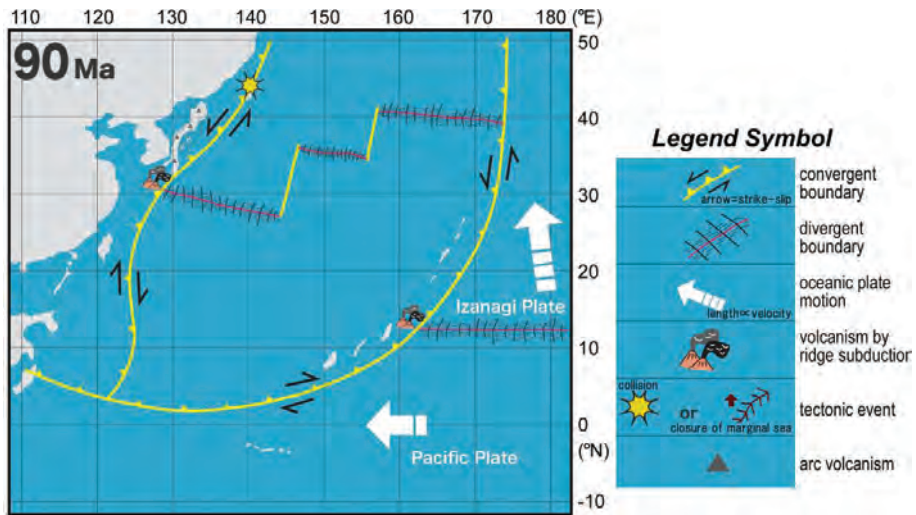 110 120 130 140 150 160 170 180 (ºE)
90 Ma
50
40
30
20
10
0
(ºN)
-10
Izanagi Plate
Pacific Plate
Legend Symbol
arrow=strike-slip
convergent
boundary
divergent
boundary
length∝velocity
oceanic plate
motion
volcanism by
ridge subduction
collision
or
closure of marginal sea
tectonic event
arc volcanism